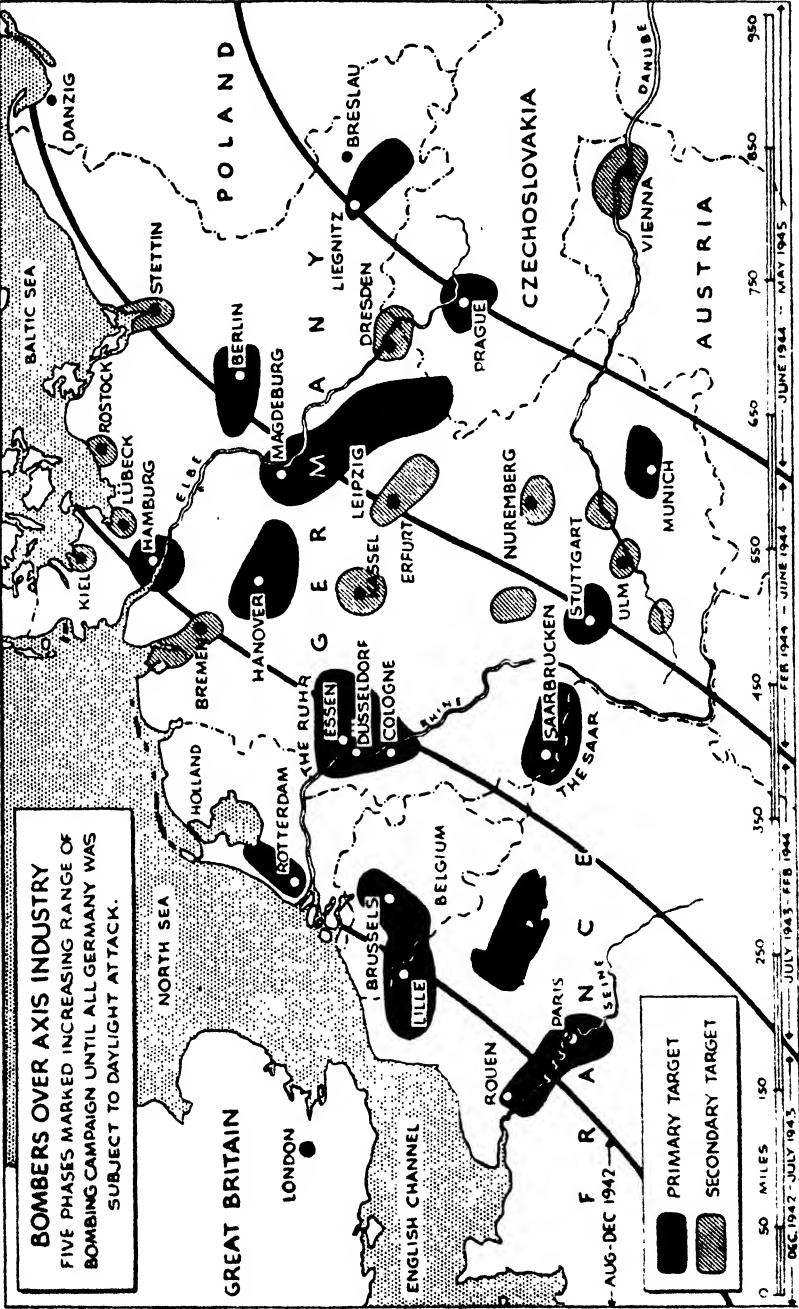 BOMBERS OVER AXIS INDUSTRY
FIVE PHASES MARKED INCREASING RANGE OF
BOMBING CAMPAIGN UNTIL ALL GERMANY WAS
SUBJECT TO DAYLIGHT ATTACK.
NORTH SEA
BALTIC SEA
GREAT BRITAIN
LONDON
ENGLISH CHANNEL
HOLLAND
ROTTERDAM
BRUSSELS
LILLE
BELGIUM
ROUEN
PARIS
SEINE
FRANCE
KIEL
LÜBECK
HAMBURG
ROSTOCK
ELBE
BREMEN
HANOVER
STETTIN
DANZIG
POLAND
BERLIN
MAGDEBURG
GERMANY
THE RUHR
ESSEN
DUSSELDORF
COLOGNE
RHINE
KASSEL
ERFURT
LEIPZIG
DRESDEN
LIEGNITZ
BRESLAU
PRAGUE
CZECHOSLOVAKIA
NUREMBERG
SAARBRUCKEN
THE SAAR
STUTTGART
ULM
MUNICH
VIENNA
DANUBE
AUSTRIA
PRIMARY TARGET
SECONDARY TARGET
AUG-DEC 1942
0 50 MILES 150 250 350 450 550 650 750 850 950
DEC. 1942 - JULY 1943 JULY 1943 - FEB 1944 FEB 1944 - JUNE 1944 JUNE 1944 - MAY 1945